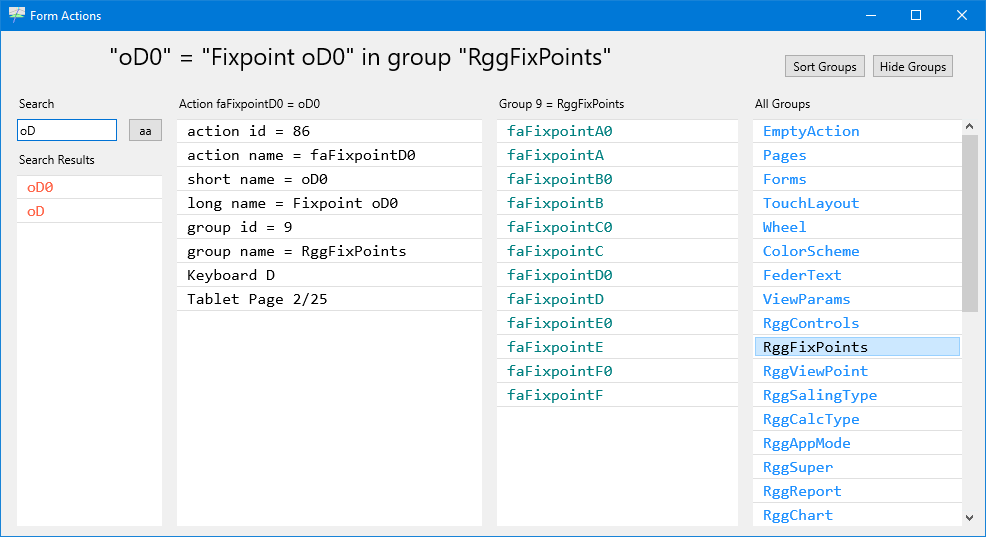 Form Actions
"oD0" = "Fixpoint oD0" in group "RggFixPoints"
Sort Groups
Hide Groups
Search
oD
aa
Search Results
oD0
oD
Action faFixpointD0 = oD0
action id = 86
action name = faFixpointD0
short name = oD0
long name = Fixpoint oD0
group id = 9
group name = RggFixPoints
Keyboard D
Tablet Page 2/25
Group 9 = RggFixPoints
faFixpointA0
faFixpointA
faFixpointB0
faFixpointB
faFixpointC0
faFixpointC
faFixpointD0
faFixpointD
faFixpointE0
faFixpointE
faFixpointF0
faFixpointF
All Groups
EmptyAction
Pages
Forms
TouchLayout
Wheel
ColorScheme
FederText
ViewParams
RggControls
RggFixPoints
RggViewPoint
RggSalingType
RggCalcType
RggAppMode
RggSuper
RggReport
RggChart